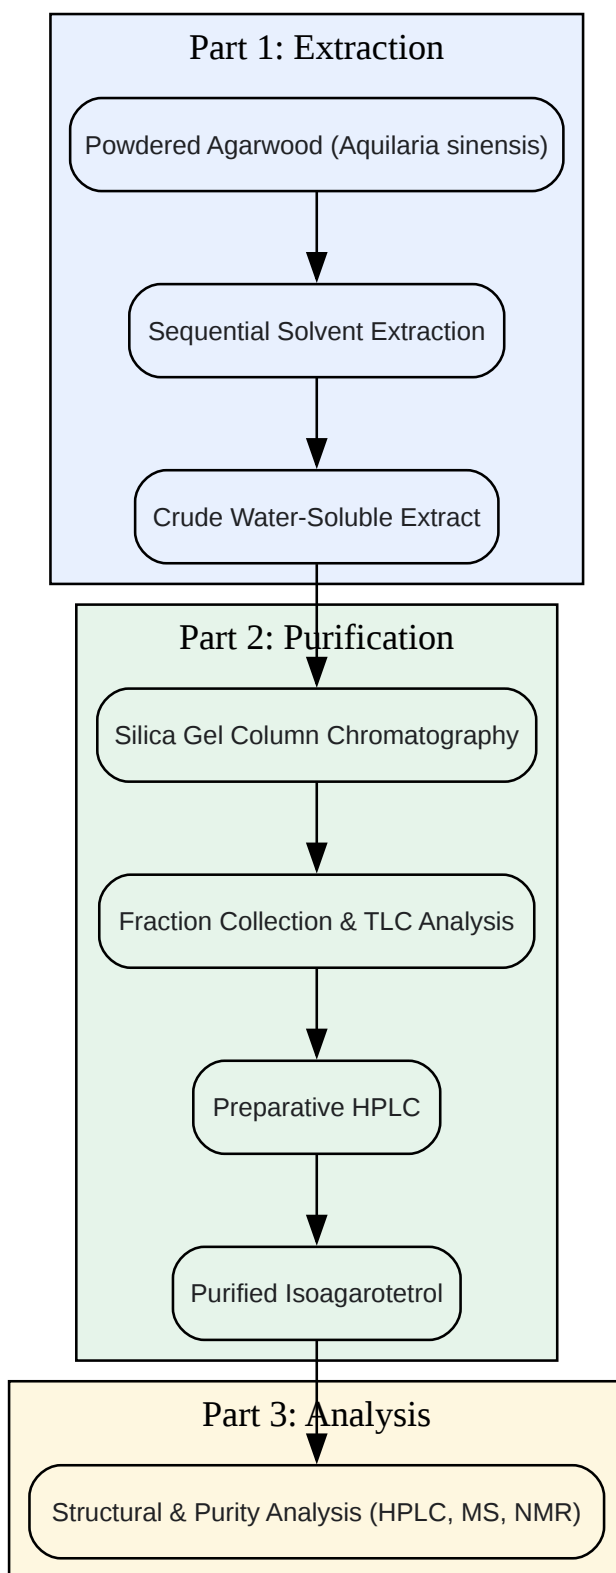 Part 1: Extraction
Powdered Agarwood (Aquilaria sinensis)
Sequential Solvent Extraction
Crude Water-Soluble Extract
Part 2: Purification
Silica Gel Column Chromatography
Fraction Collection & TLC Analysis
Preparative HPLC
Purified Isoagarotetrol
Part 3: Analysis
Structural & Purity Analysis (HPLC, MS, NMR)